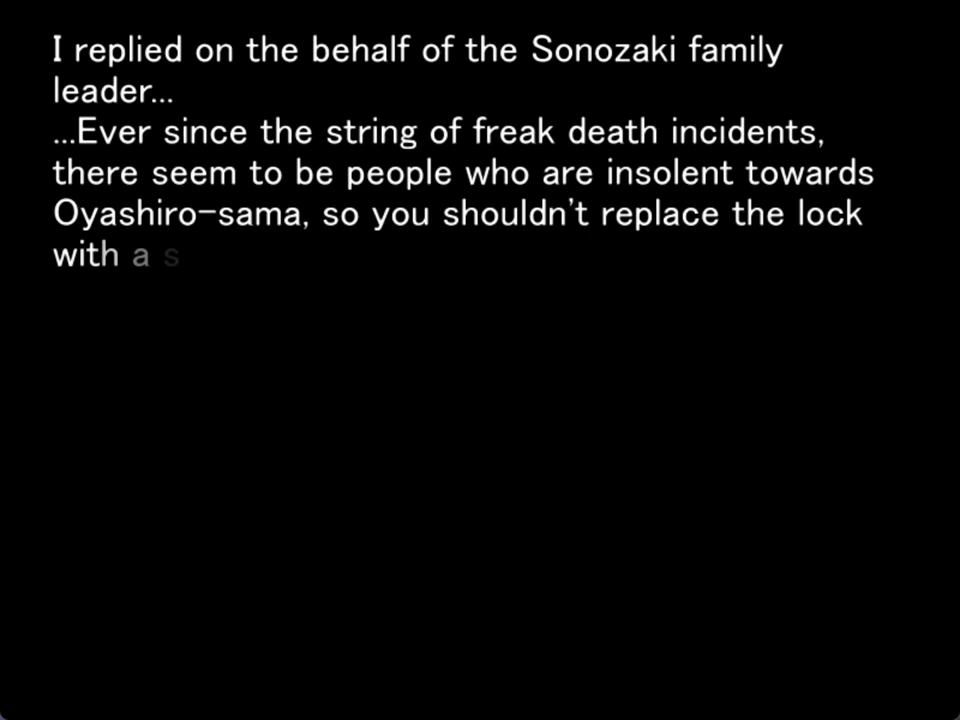 I replied on the behalf of the Sonozaki family
leader...
...Ever since the string of freak death incidents,
there seem to be people who are insolent towards
Oyashiro-sama, so you shouldn't replace the lock
with a s